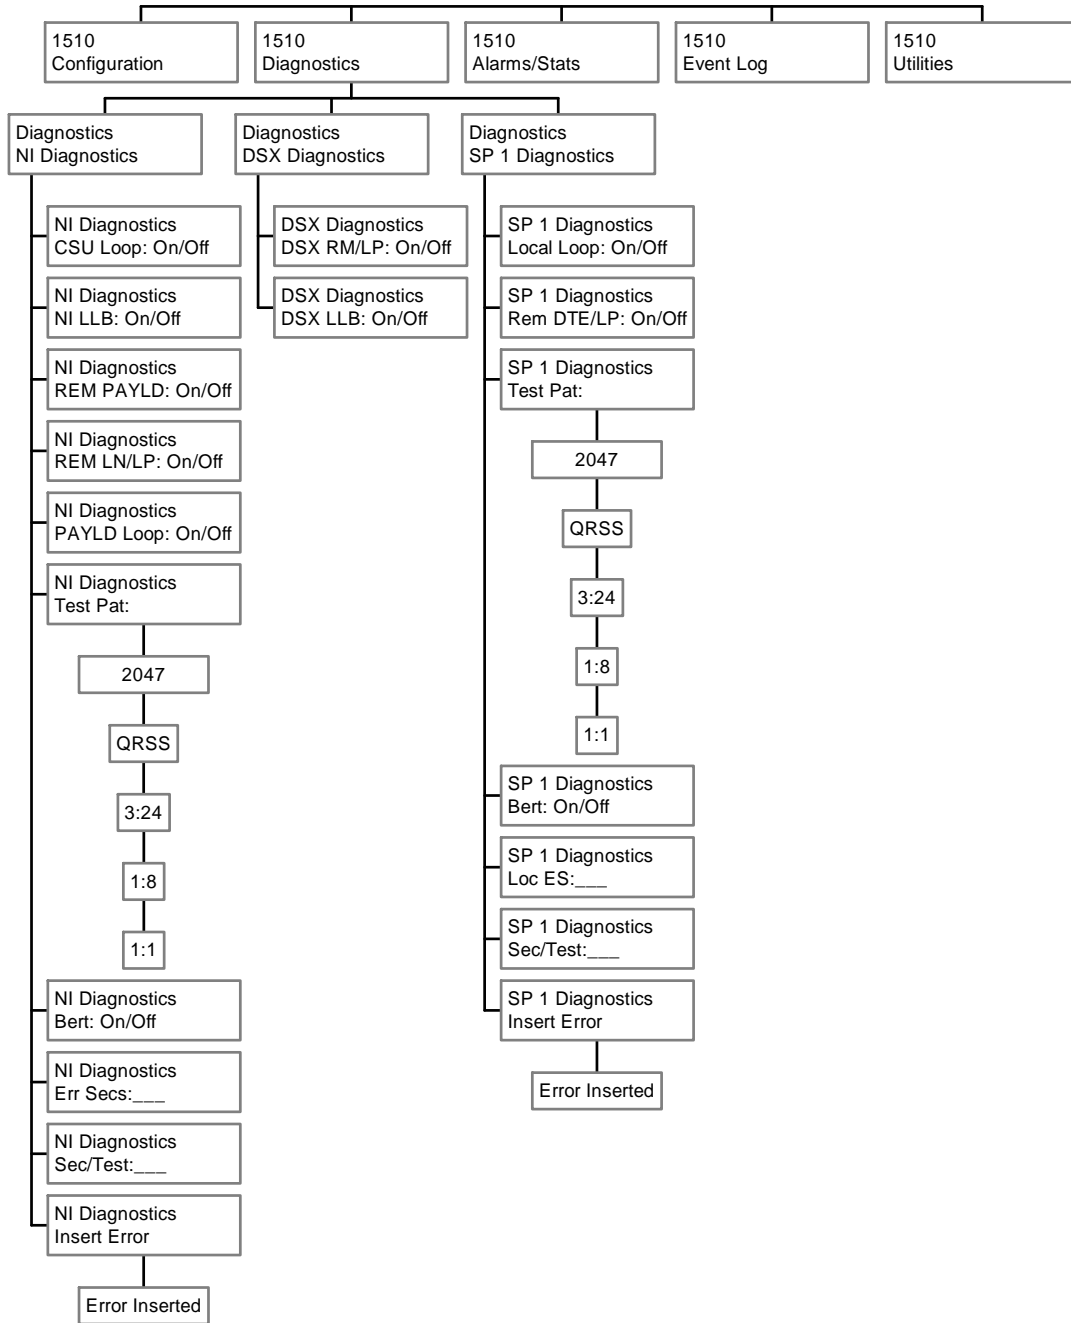 1510
Configuration
1510
Diagnostics
1510
Alarms/Stats
1510
Event Log
1510
Utilities
Diagnostics
NI Diagnostics
Diagnostics
DSX Diagnostics
Diagnostics
SP 1 Diagnostics
NI Diagnostics
CSU Loop: On/Off
NI Diagnostics
NI LLB: On/Off
NI Diagnostics
REM PAYLD: On/Off
NI Diagnostics
REM LN/LP: On/Off
NI Diagnostics
PAYLD Loop: On/Off
NI Diagnostics
Test Pat:
2047
QRSS
3:24
1:8
1:1
NI Diagnostics
Bert: On/Off
NI Diagnostics
Err Secs:___
NI Diagnostics
Sec/Test:___
NI Diagnostics
Insert Error
Error Inserted
DSX Diagnostics
DSX RM/LP: On/Off
DSX Diagnostics
DSX LLB: On/Off
SP 1 Diagnostics
Local Loop: On/Off
SP 1 Diagnostics
Rem DTE/LP: On/Off
SP 1 Diagnostics
Test Pat:
2047
QRSS
3:24
1:8
1:1
SP 1 Diagnostics
Bert: On/Off
SP 1 Diagnostics
Loc ES:___
SP 1 Diagnostics
Sec/Test:___
SP 1 Diagnostics
Insert Error
Error Inserted